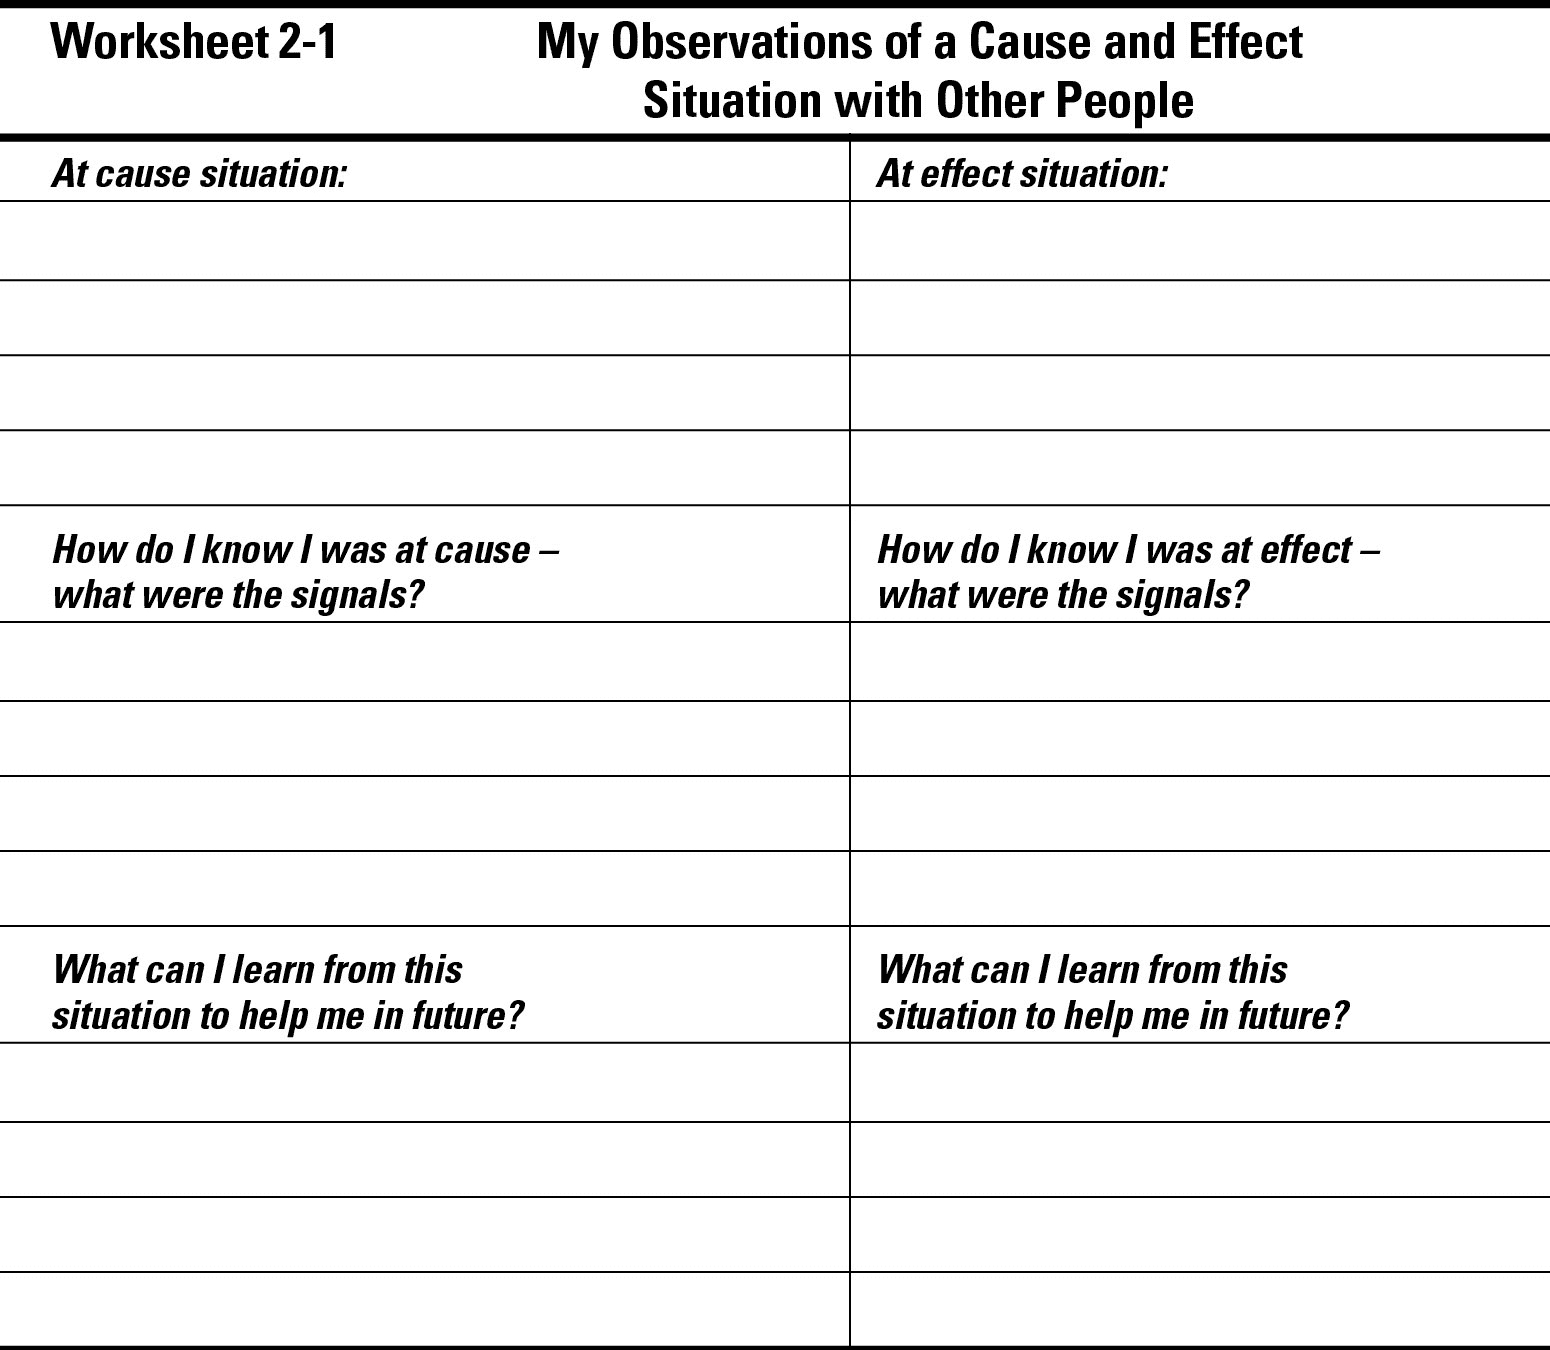 Worksheet 2-1
My Observations of a Cause and Effect
Situation with Other People
At cause situation:
At effect situation:
How do I know I was at cause –
what were the signals?
How do I know I was at effect –
what were the signals?
What can I learn from this
situation to help me in future?
What can I learn from this
situation to help me in future?